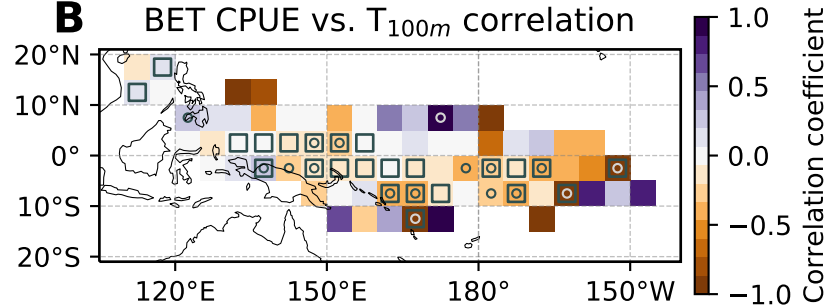 B BET CPUE vs. T100m correlation
20°N
10°N
0°
10°S
20°S
120°E 150°E 180° 150°W
1.0
0.5
0.0
−0.5
−1.0
Correlation coefficient